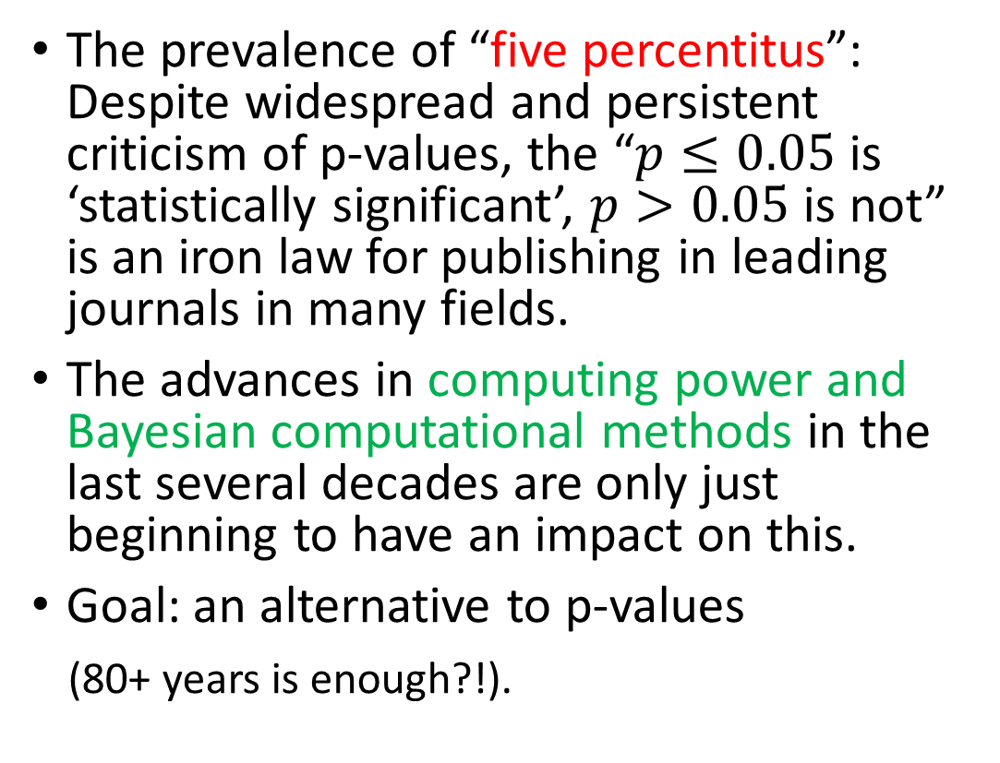 • The prevalence of “five percentitus”:
Despite widespread and persistent
criticism of p-values, the “p ≤ 0.05 is
‘statistically significant’, p > 0.05 is not”
is an iron law for publishing in leading
journals in many fields.
• The advances in computing power and
Bayesian computational methods in the
last several decades are only just
beginning to have an impact on this.
• Goal: an alternative to p-values
(80+ years is enough?!).